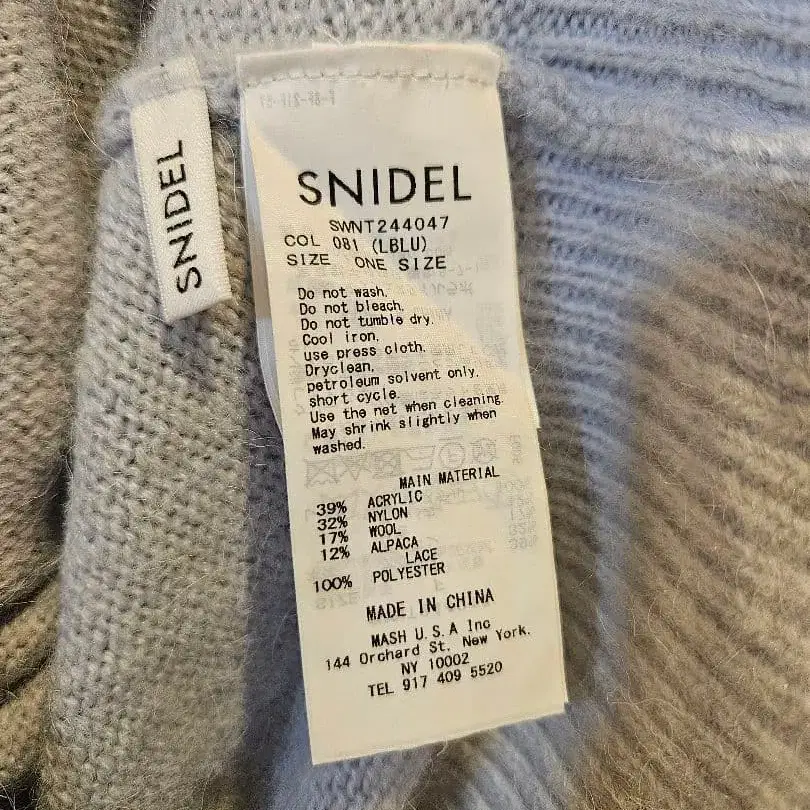 SNIDEL
SNIDEL
SWNT244047
COL 081 (LBLU)
SIZE ONE SIZE
Do not wash.
Do not bleach.
Do not tumble dry.
Cool iron.
use press cloth.
Dryclean,
petroleum solvent only.
short cycle.
Use the net when cleaning.
May shrink slightly when
washed.
MAIN MATERIAL
39% ACRYLIC
32% NYLON
17% WOOL
12% ALPACA
LACE
100% POLYESTER
MADE IN CHINA
MASH U.S.A Inc
144 Orchard St. New York.
NY 10002
TEL 917 409 5520